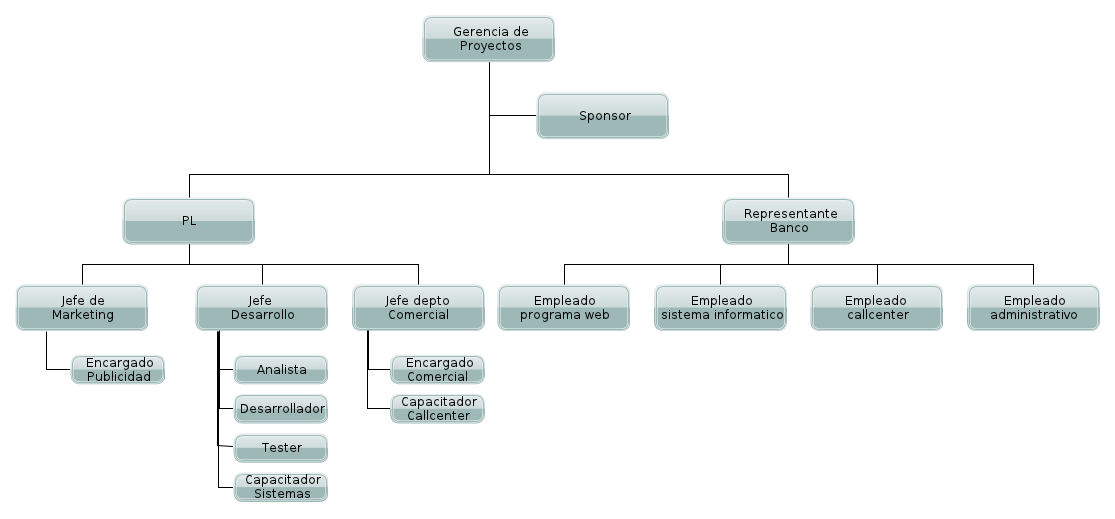 Gerencia de
Proyectos
Sponsor
PL
Representante
Banco
Jefe de
Marketing
Jefe
Desarrollo
Jefe depto
Comercial
Empleado
programa web
Empleado
sistema informatico
Empleado
callcenter
Empleado
administrativo
Encargado
Publicidad
Analista
Desarrollador
Tester
Capacitador
Sistemas
Encargado
Comercial
Capacitador
Callcenter